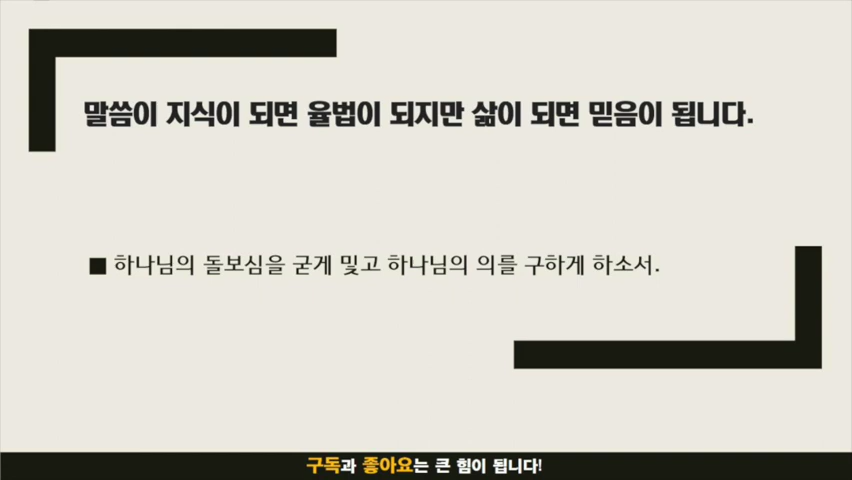 말씀이 지식이 되면 율법이 되지만 삶이 되면 믿음이 됩니다.
■ 하나님의 돌보심을 굳게 및고 하나님의 의를 구하게 하소서.
구독과 좋아요는 큰 힘이 됩니다!